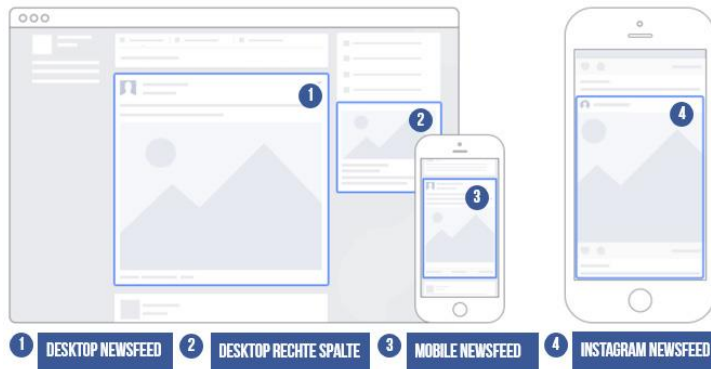 1
2
3
4
1 DESKTOP NEWSFEED 2 DESKTOP RECHTE SPALTE 3 MOBILE NEWSFEED 4 INSTAGRAM NEWSFEED